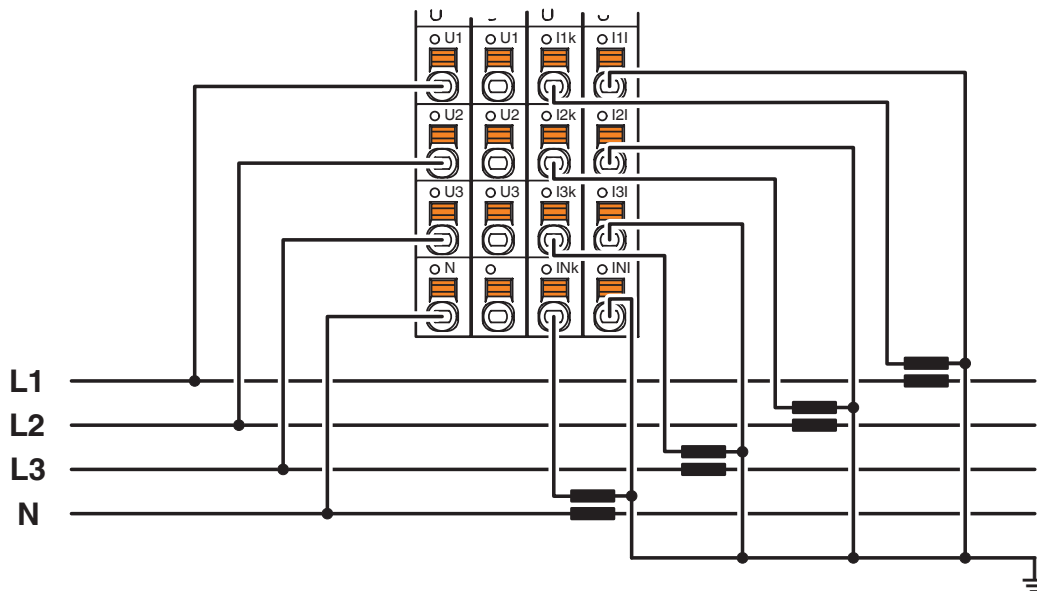 U1 U1 I1k I1l
U2 U2 I2k I2l
U3 U3 I3k I3l
N INk INl
L1
L2
L3
N